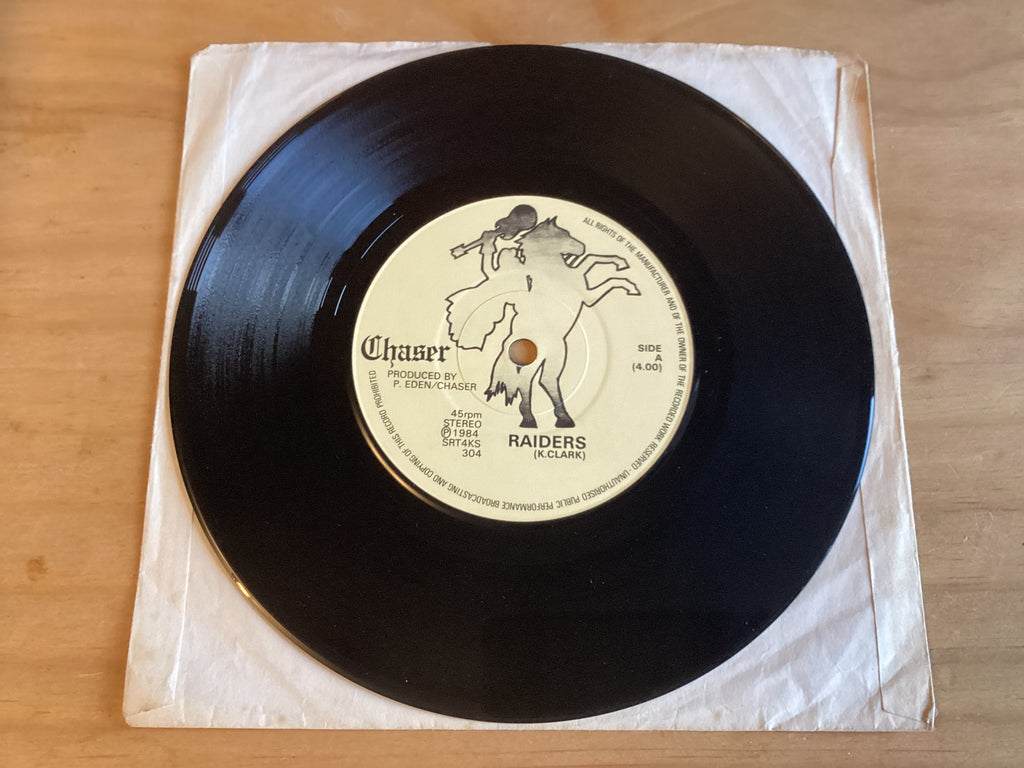 Chaser
PRODUCED BY
P. EDEN/CHASER
45rpm
STEREO
Ⓟ1984
SRT4KS
304
SIDE
A
(4.00)
RAIDERS
(K.CLARK)
ALL RIGHTS OF THE MANUFACTURER AND OF THE OWNER OF THE RECORDED WORK RESERVED - UNAUTHORISED PUBLIC PERFORMANCE BROADCASTING AND COPYING OF THIS RECORD PROHIBITED